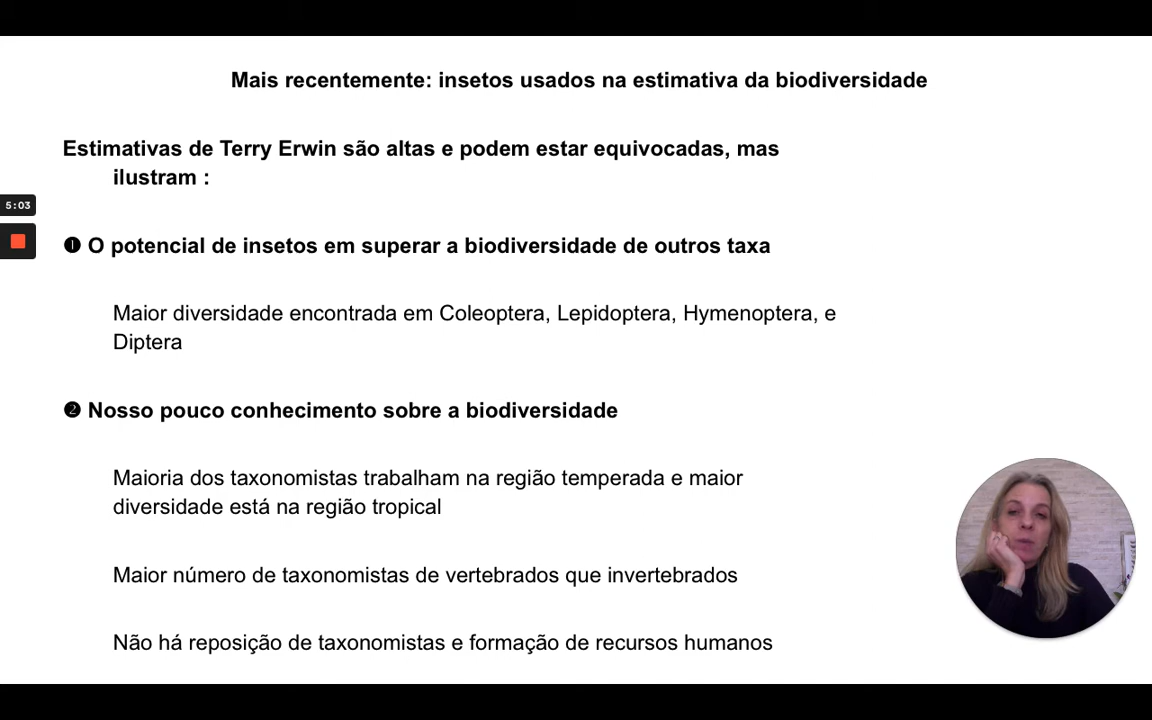 Mais recentemente: insetos usados na estimativa da biodiversidade
Estimativas de Terry Erwin são altas e podem estar equivocadas, mas
ilustram :
5:03
❶ O potencial de insetos em superar a biodiversidade de outros taxa
Maior diversidade encontrada em Coleoptera, Lepidoptera, Hymenoptera, e
Diptera
❷ Nosso pouco conhecimento sobre a biodiversidade
Maioria dos taxonomistas trabalham na região temperada e maior
diversidade está na região tropical
Maior número de taxonomistas de vertebrados que invertebrados
Não há reposição de taxonomistas e formação de recursos humanos